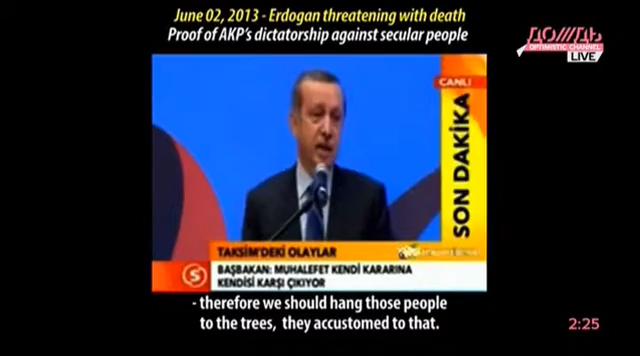 June 02, 2013 - Erdogan threatening with death
Proof of AKP's dictatorship against secular people
ДОЖДЬ
OPTIMISTIC CHANNEL
LIVE
CANLI
SON DAKİKA
TAKSİM'DEKİ OLAYLAR
S
BAŞBAKAN: MUHALEFET KENDİ KARARINA
KENDİSİ KARŞI ÇIKIYOR
- therefore we should hang those people
to the trees, they accustomed to that.
2:25